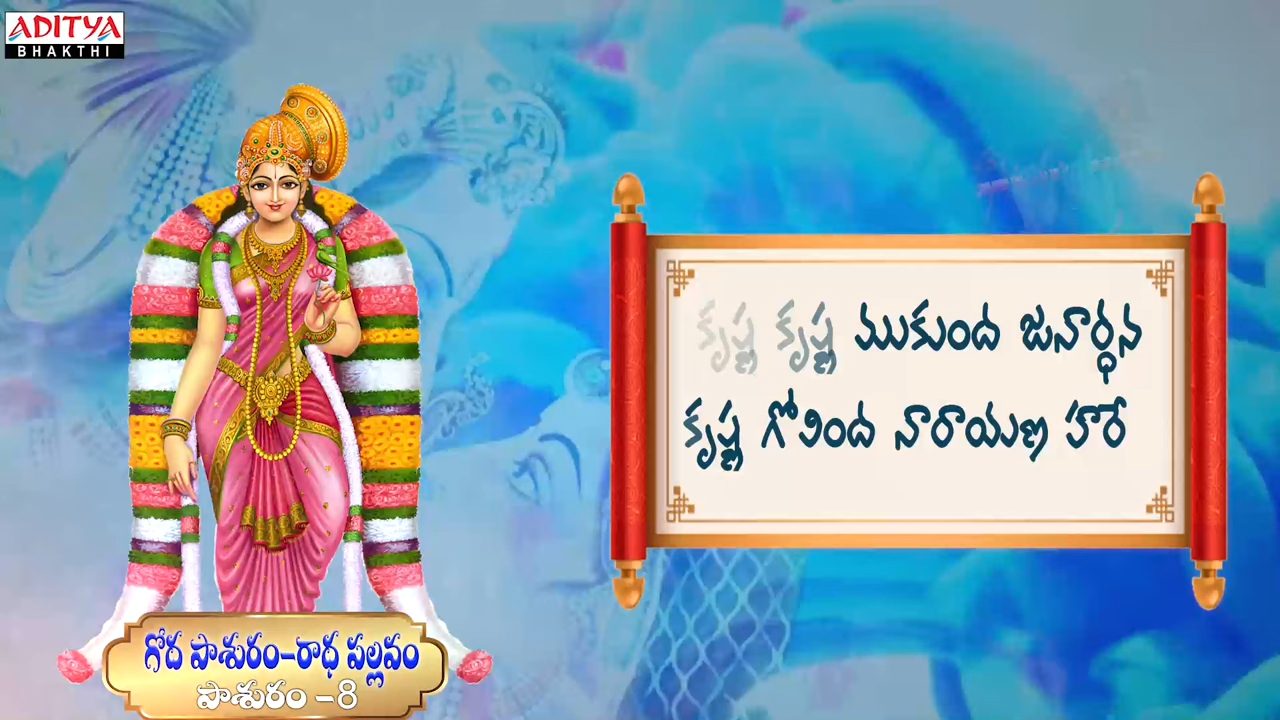 ADITYA
BHAKTHI
కృష్ణ కృష్ణ ముకుంద జనార్ధన
కృష్ణ గోవింద నారాయణ హరే
గోద పాశురం-రాధ పల్లవం
పాశురం -8